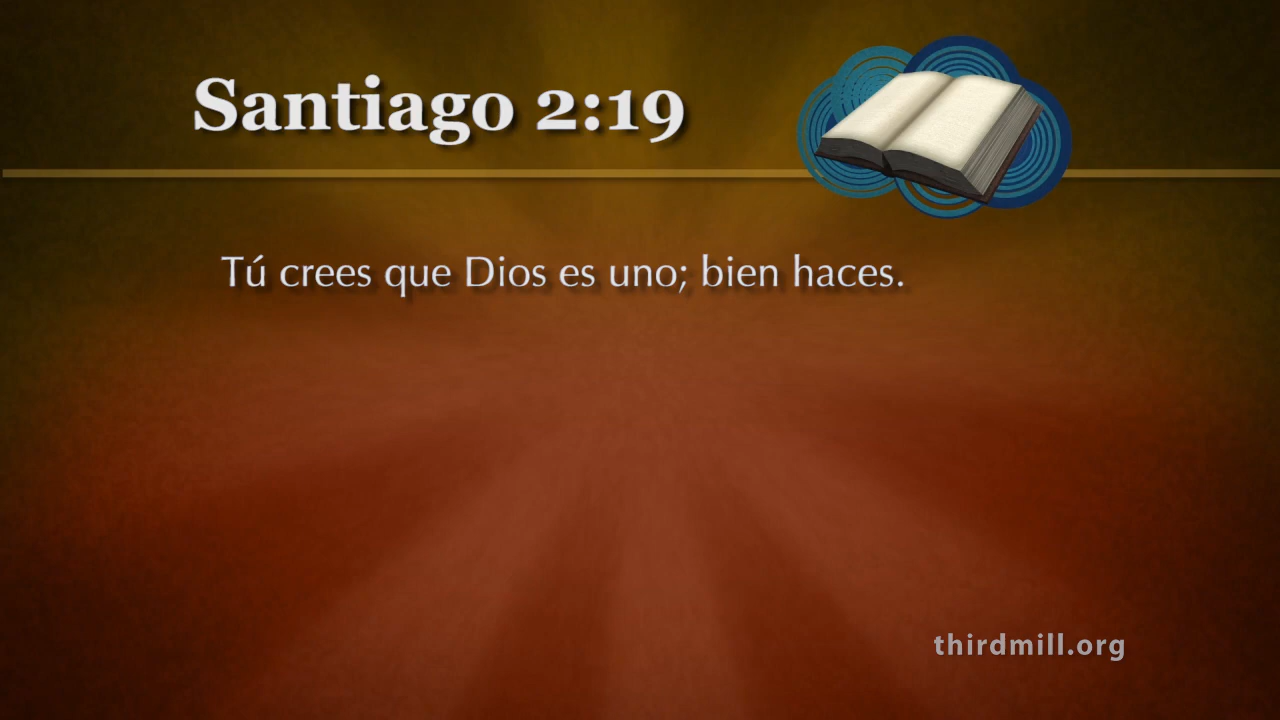 Santiago 2:19
Tú crees que Dios es uno; bien haces.
thirdmill.org